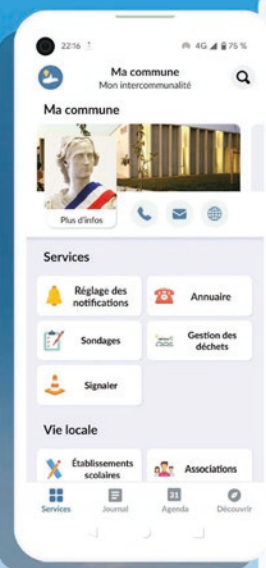 22:16
4G 75 %
Ma commune
Mon intercommunalité
Ma commune
Plus d'infos
Services
Réglage des
notifications
Annuaire
Sondages
Gestion des
déchets
Signaler
Vie locale
Établissements
scolaires
Associations
31
Services
Journal
Agenda
Découvrir